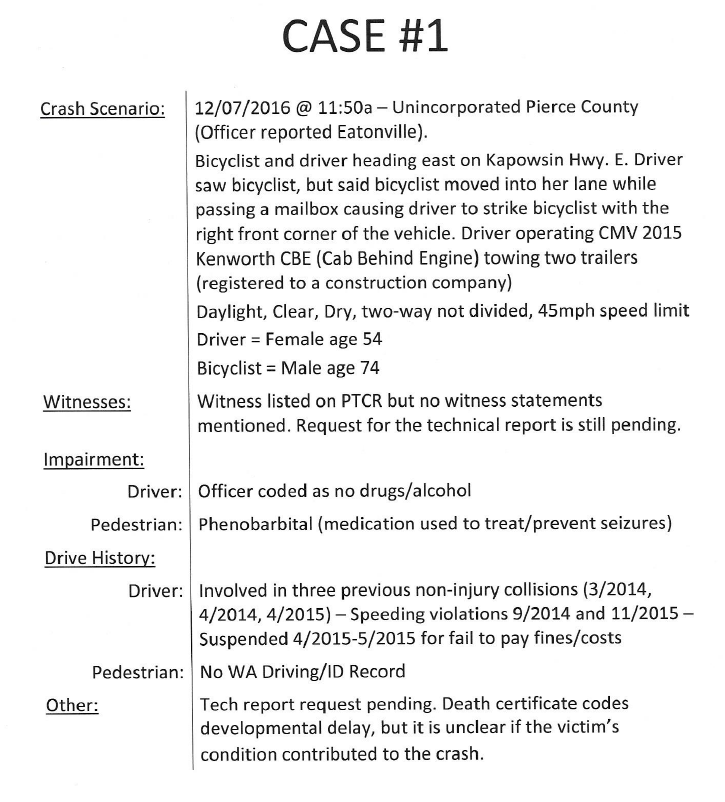 CASE #1
Crash Scenario: 12/07/2016 @ 11:50a – Unincorporated Pierce County
(Officer reported Eatonville).
Bicyclist and driver heading east on Kapowsin Hwy. E. Driver
saw bicyclist, but said bicyclist moved into her lane while
passing a mailbox causing driver to strike bicyclist with the
right front corner of the vehicle. Driver operating CMV 2015
Kenworth CBE (Cab Behind Engine) towing two trailers
(registered to a construction company)
Daylight, Clear, Dry, two-way not divided, 45mph speed limit
Driver = Female age 54
Bicyclist = Male age 74
Witnesses: Witness listed on PTCR but no witness statements
mentioned. Request for the technical report is still pending.
Impairment:
Driver: Officer coded as no drugs/alcohol
Pedestrian: Phenobarbital (medication used to treat/prevent seizures)
Drive History:
Driver: Involved in three previous non-injury collisions (3/2014,
4/2014, 4/2015) – Speeding violations 9/2014 and 11/2015 –
Suspended 4/2015-5/2015 for fail to pay fines/costs
Pedestrian: No WA Driving/ID Record
Other: Tech report request pending. Death certificate codes
developmental delay, but it is unclear if the victim's
condition contributed to the crash.